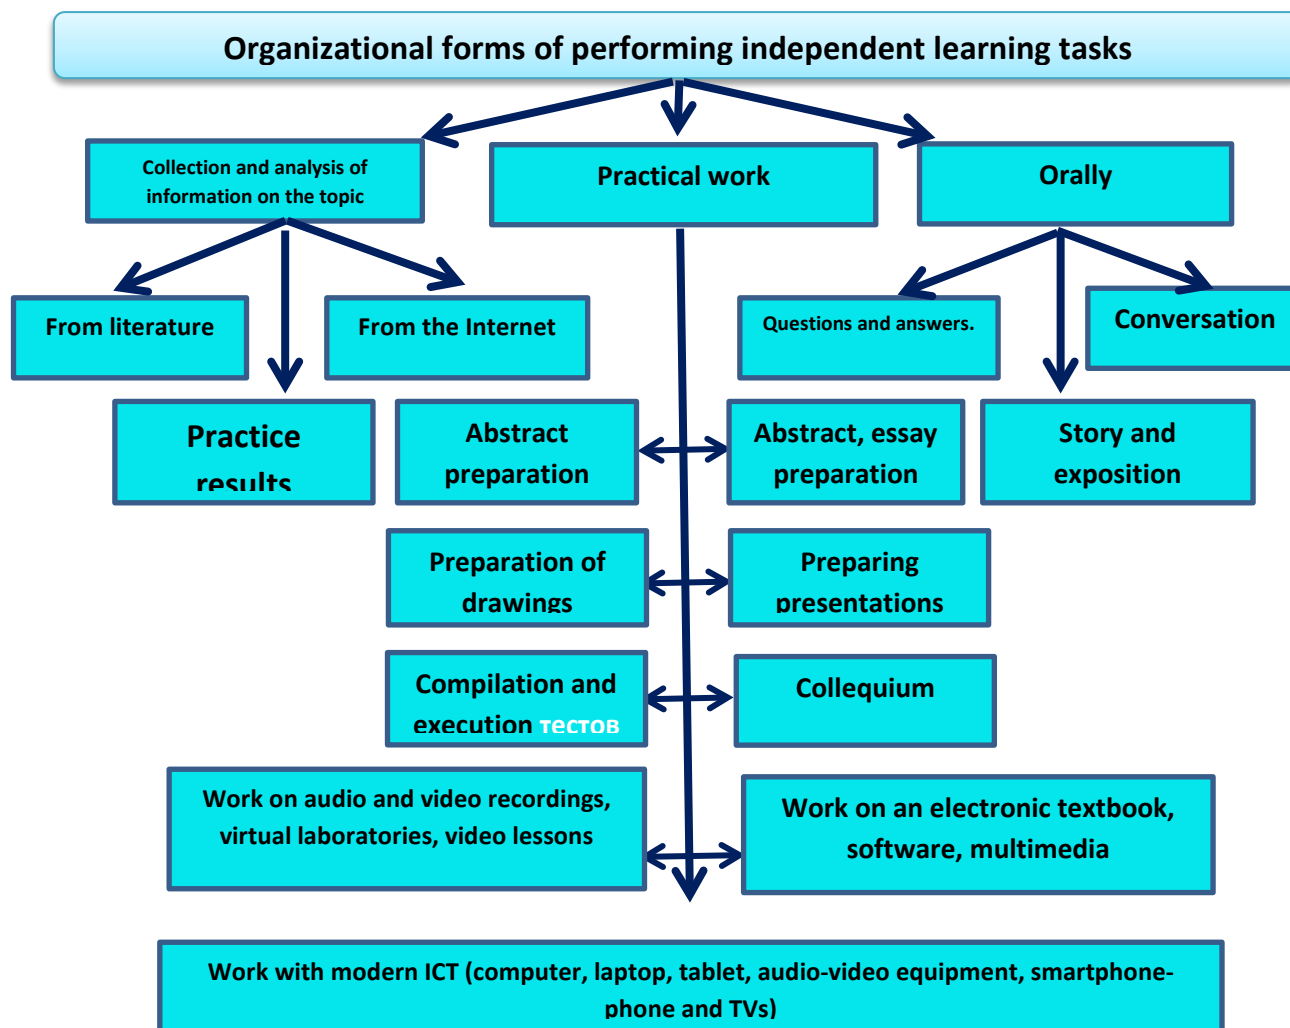 Organizational forms of performing independent learning tasks
Collection and analysis of
information on the topic
Practical work
Orally
From literature
From the Internet
Questions and answers.
Conversation
Practice
results
Abstract
preparation
Abstract, essay
preparation
Story and
exposition
Preparation of
drawings
Preparing
presentations
Compilation and
execution тестов
Collequium
Work on audio and video recordings,
virtual laboratories, video lessons
Work on an electronic textbook,
software, multimedia
Work with modern ICT (computer, laptop, tablet, audio-video equipment, smartphone-
phone and TVs)